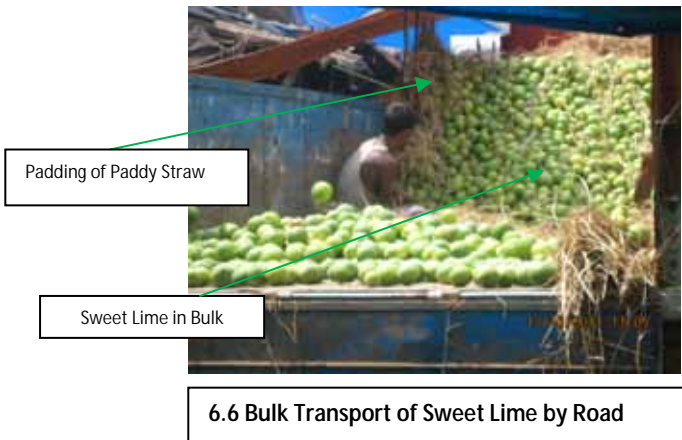 Padding of Paddy Straw
Sweet Lime in Bulk
6.6 Bulk Transport of Sweet Lime by Road